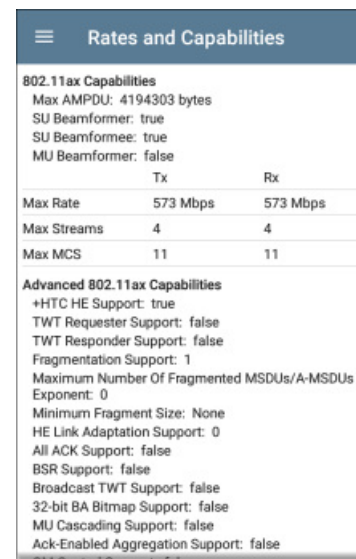 Rates and Capabilities
802.11ax Capabilities
Max AMPDU: 4194303 bytes
SU Beamformer: true
SU Beamformee: true
MU Beamformer: false
Tx Rx
Max Rate 573 Mbps 573 Mbps
Max Streams 4 4
Max MCS 11 11
Advanced 802.11ax Capabilities
+HTC HE Support: true
TWT Requester Support: false
TWT Responder Support: false
Fragmentation Support: 1
Maximum Number Of Fragmented MSDUs/A-MSDUs
Exponent: 0
Minimum Fragment Size: None
HE Link Adaptation Support: 0
All ACK Support: false
BSR Support: false
Broadcast TWT Support: false
32-bit BA Bitmap Support: false
MU Cascading Support: false
Ack-Enabled Aggregation Support: false